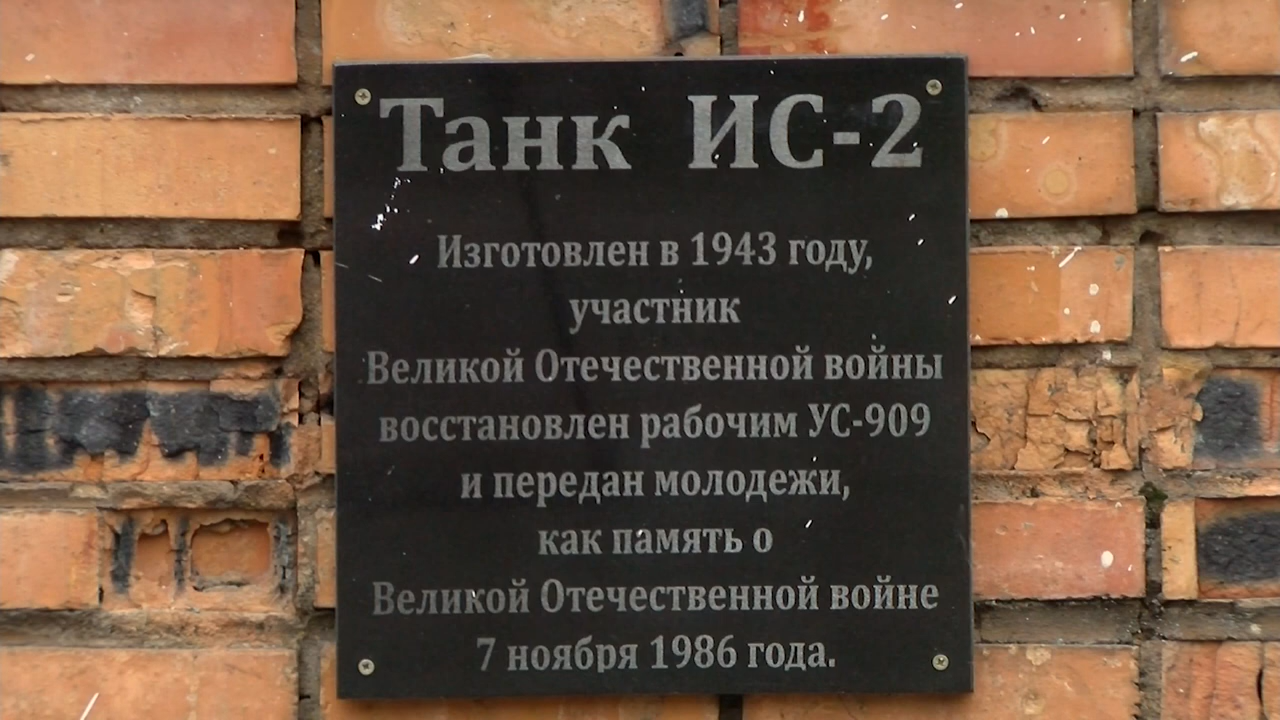 Танк ИС-2
Изготовлен в 1943 году,
участник
Великой Отечественной войны
восстановлен рабочим УС-909
и передан молодежи,
как память о
Великой Отечественной войне
7 ноября 1986 года.